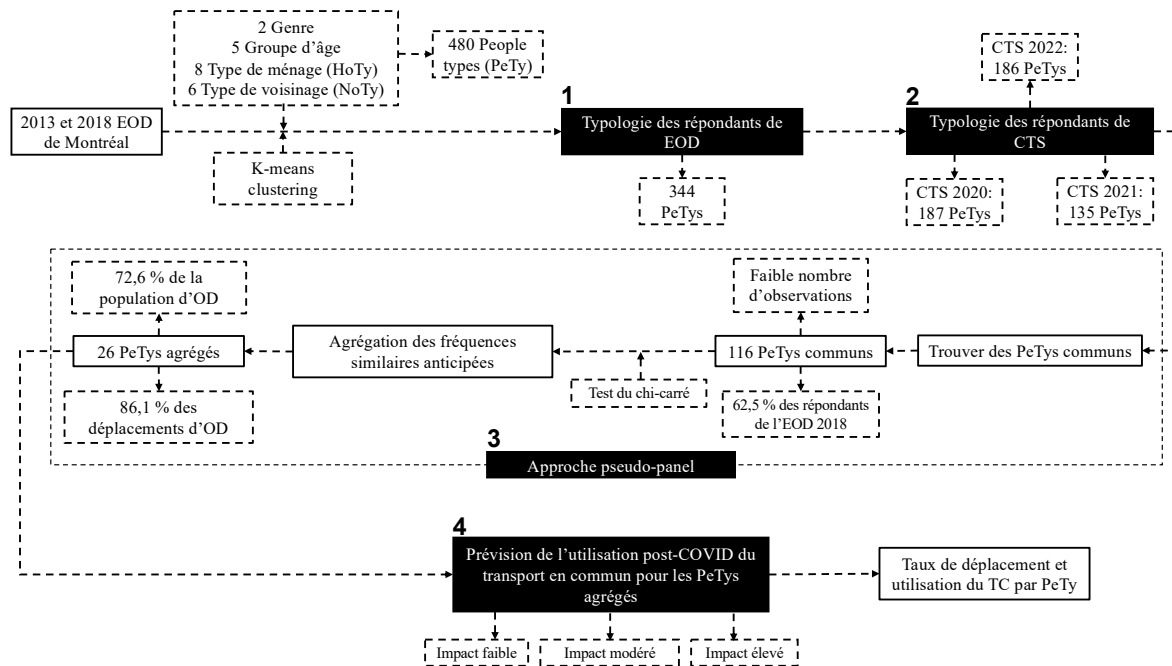 2 Genre
5 Groupe d'âge
8 Type de ménage (HoTy)
6 Type de voisinage (NoTy)
480 People
types (PeTy)
CTS 2022:
186 PeTys
2013 et 2018 EOD
de Montréal
K-means
clustering
1
Typologie des répondants de
EOD
344
PeTys
2
Typologie des répondants de
CTS
CTS 2020:
187 PeTys
CTS 2021:
135 PeTys
72,6 % de la
population d'OD
Faible nombre
d'observations
26 PeTys agrégés
Agrégation des fréquences
similaires anticipées
116 PeTys communs
Trouver des PeTys communs
Test du chi-carré
86,1 % des
déplacements d'OD
62,5 % des répondants
de l'EOD 2018
3
Approche pseudo-panel
4
Prévision de l'utilisation post-COVID du
transport en commun pour les PeTys
agrégés
Taux de déplacement et
utilisation du TC par PeTy
Impact faible
Impact modéré
Impact élevé